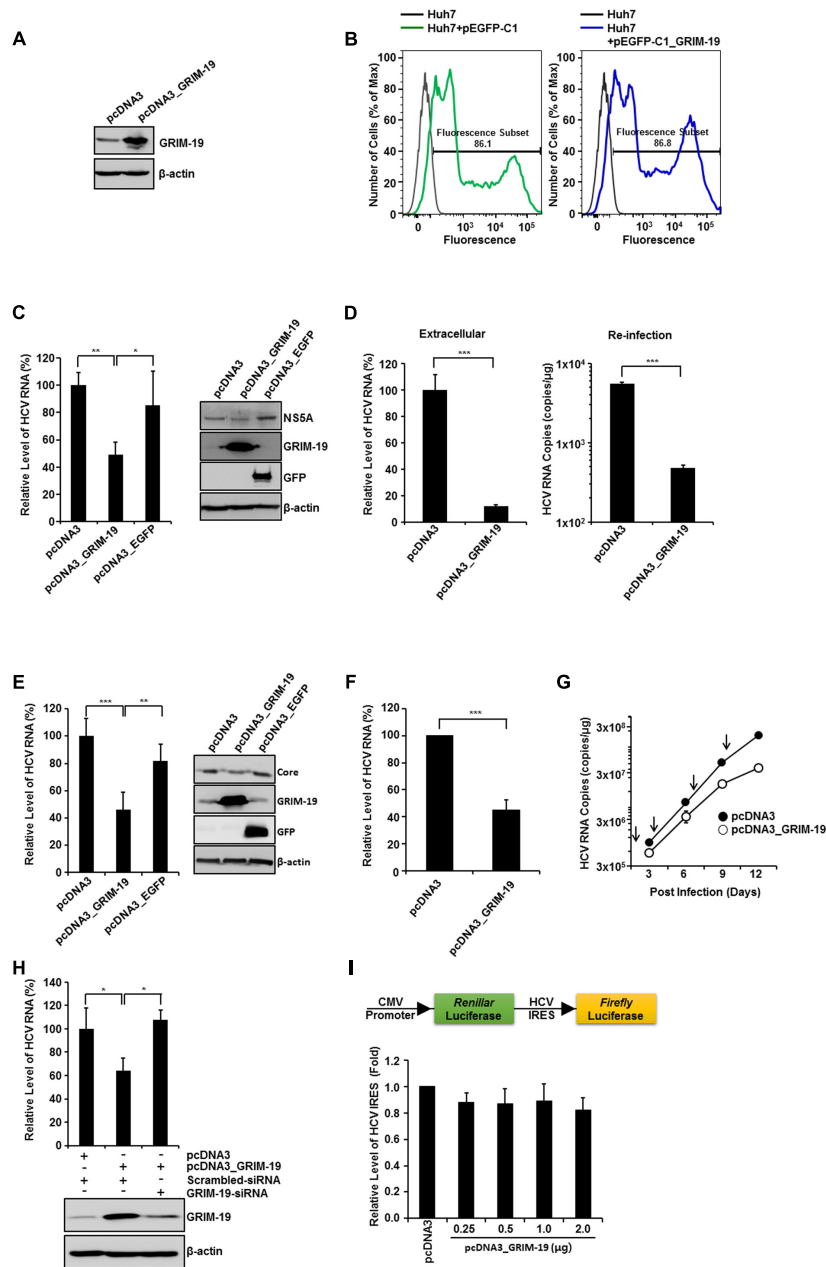 A
pcDNA3
pcDNA3_GRIM-19
GRIM-19
β-actin
B
Huh7
Huh7+pEGFP-C1
Number of Cells (% of Max)
100
80
60
40
20
0
Fluorescence Subset
86.1
0 10³ 10⁴ 10⁵
Fluorescence
Huh7
Huh7
+pEGFP-C1_GRIM-19
Number of Cells (% of Max)
100
80
60
40
20
0
Fluorescence Subset
86.8
0 10³ 10⁴ 10⁵
Fluorescence
C
Relative Level of HCV RNA (%)
120
100
80
60
40
20
0
** *
pcDNA3
pcDNA3_GRIM-19
pcDNA3_EGFP
pcDNA3
pcDNA3_GRIM-19
pcDNA3_EGFP
NS5A
GRIM-19
GFP
β-actin
D
Extracellular
Relative Level of HCV RNA (%)
120
100
80
60
40
20
0
***
pcDNA3
pcDNA3_GRIM-19
Re-infection
HCV RNA Copies (copies/µg)
1x10⁴
1x10³
1x10²
***
pcDNA3
pcDNA3_GRIM-19
E
Relative Level of HCV RNA (%)
120
100
80
60
40
20
0
*** **
pcDNA3
pcDNA3_GRIM-19
pcDNA3_EGFP
pcDNA3
pcDNA3_GRIM-19
pcDNA3_EGFP
Core
GRIM-19
GFP
β-actin
F
Relative Level of HCV RNA (%)
120
100
80
60
40
20
0
***
pcDNA3
pcDNA3_GRIM-19
G
HCV RNA Copies (copies/µg)
3x10⁸
3x10⁷
3x10⁶
3x10⁵
pcDNA3
pcDNA3_GRIM-19
3 6 9 12
Post Infection (Days)
H
Relative Level of HCV RNA (%)
140
120
100
80
60
40
20
0
* *
+ - - pcDNA3
- + + pcDNA3_GRIM-19
+ + - Scrambled-siRNA
- - + GRIM-19-siRNA
GRIM-19
β-actin
I
CMV
Promoter
Renillar
Luciferase
HCV
IRES
Firefly
Luciferase
Relative Level of HCV IRES (Fold)
1.2
1.0
0.8
0.6
0.4
0.2
0.0
pcDNA3
0.25 0.5 1.0 2.0
pcDNA3_GRIM-19 (µg)